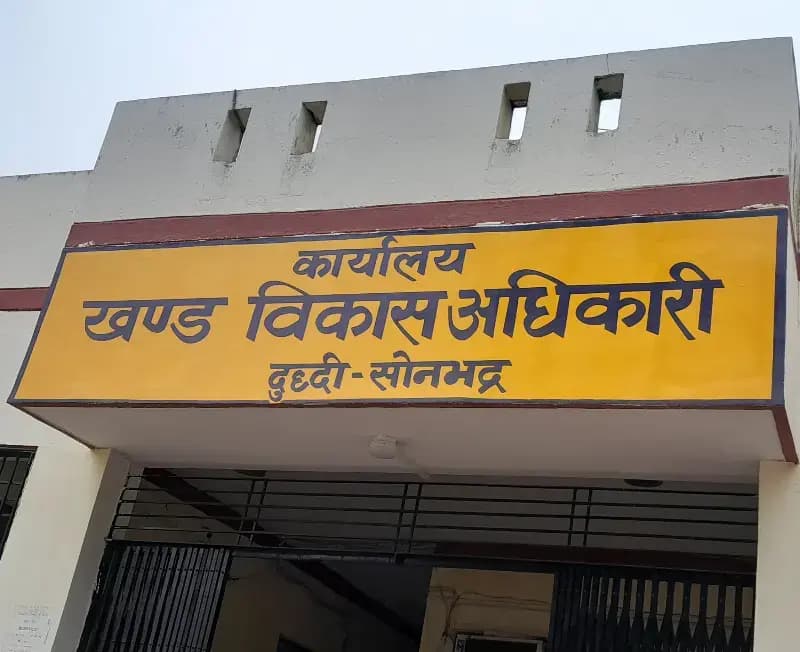 कार्यालय
खण्ड विकास अधिकारी
दुद्दी - सोनभद्र